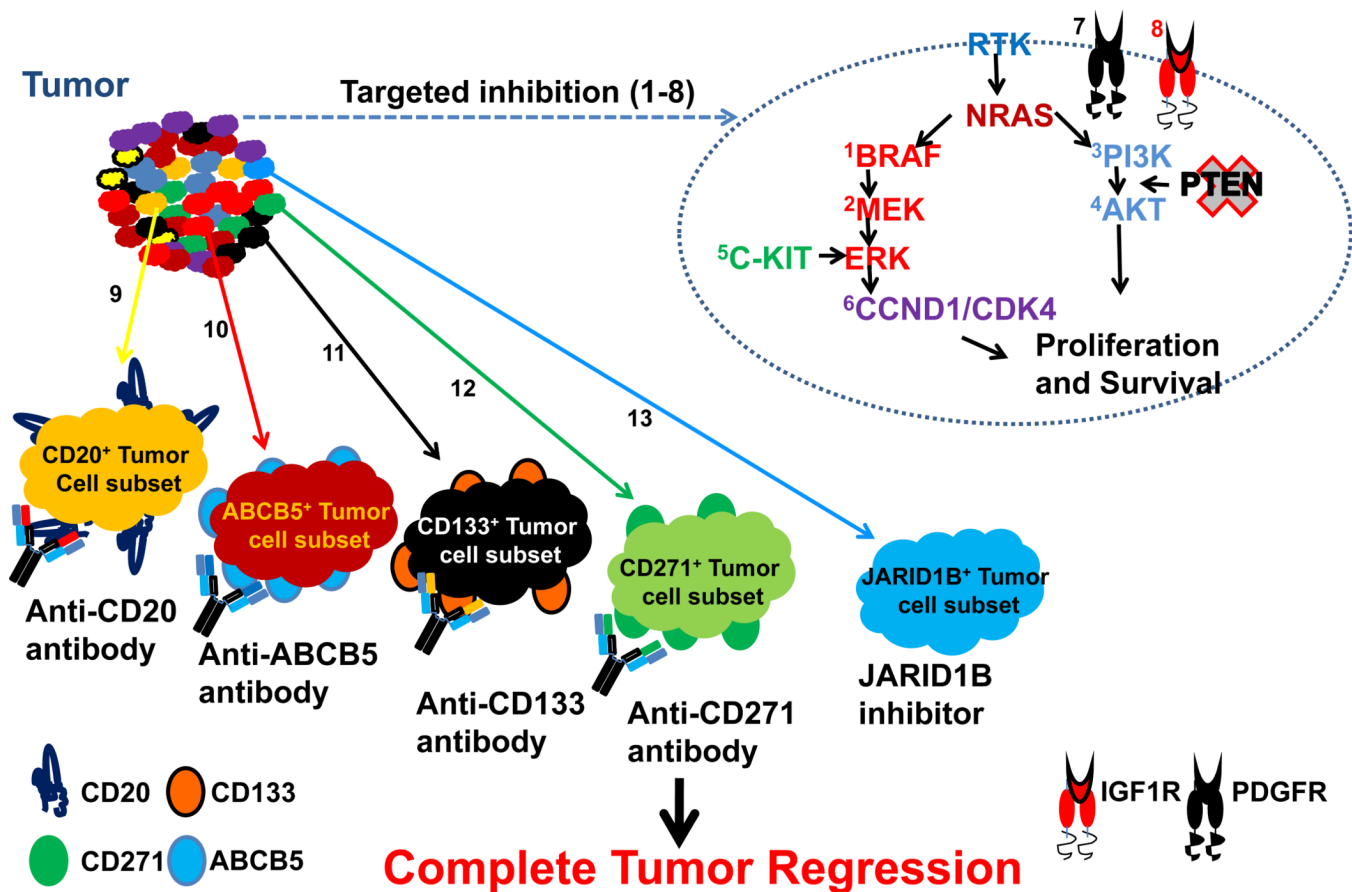 Tumor
Targeted inhibition (1-8)
7
8
RTK
NRAS
¹BRAF
³PI3K
²MEK
⁴AKT
PTEN
⁵C-KIT
ERK
⁶CCND1/CDK4
Proliferation
and Survival
9
10
11
12
13
CD20⁺ Tumor
Cell subset
ABCB5⁺ Tumor
cell subset
CD133⁺ Tumor
cell subset
CD271⁺ Tumor
cell subset
JARID1B⁺ Tumor
cell subset
Anti-CD20
antibody
Anti-ABCB5
antibody
Anti-CD133
antibody
Anti-CD271
antibody
JARID1B
inhibitor
CD20
CD133
CD271
ABCB5
IGF1R
PDGFR
Complete Tumor Regression